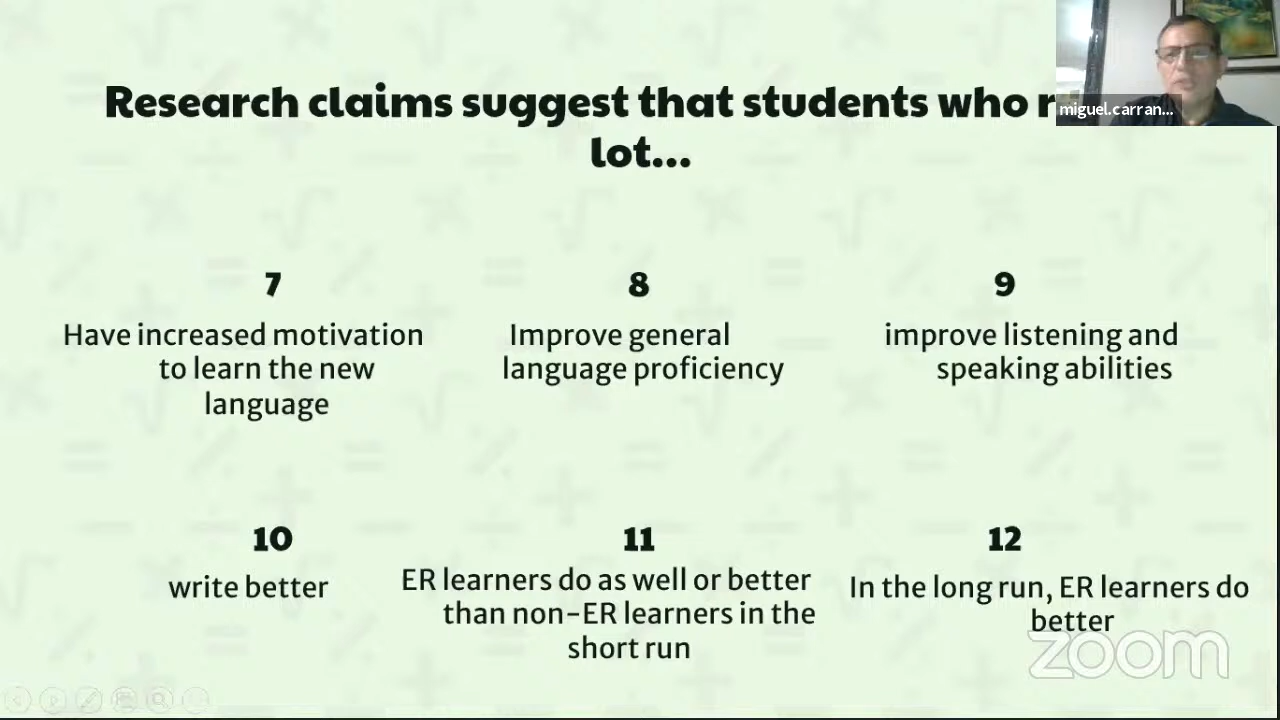 Research claims suggest that students who
lot...
miguel.carran...
7
Have increased motivation
to learn the new
language
8
Improve general
language proficiency
9
improve listening and
speaking abilities
10
write better
11
ER learners do as well or better
than non-ER learners in the
short run
12
In the long run, ER learners do
better
zoom